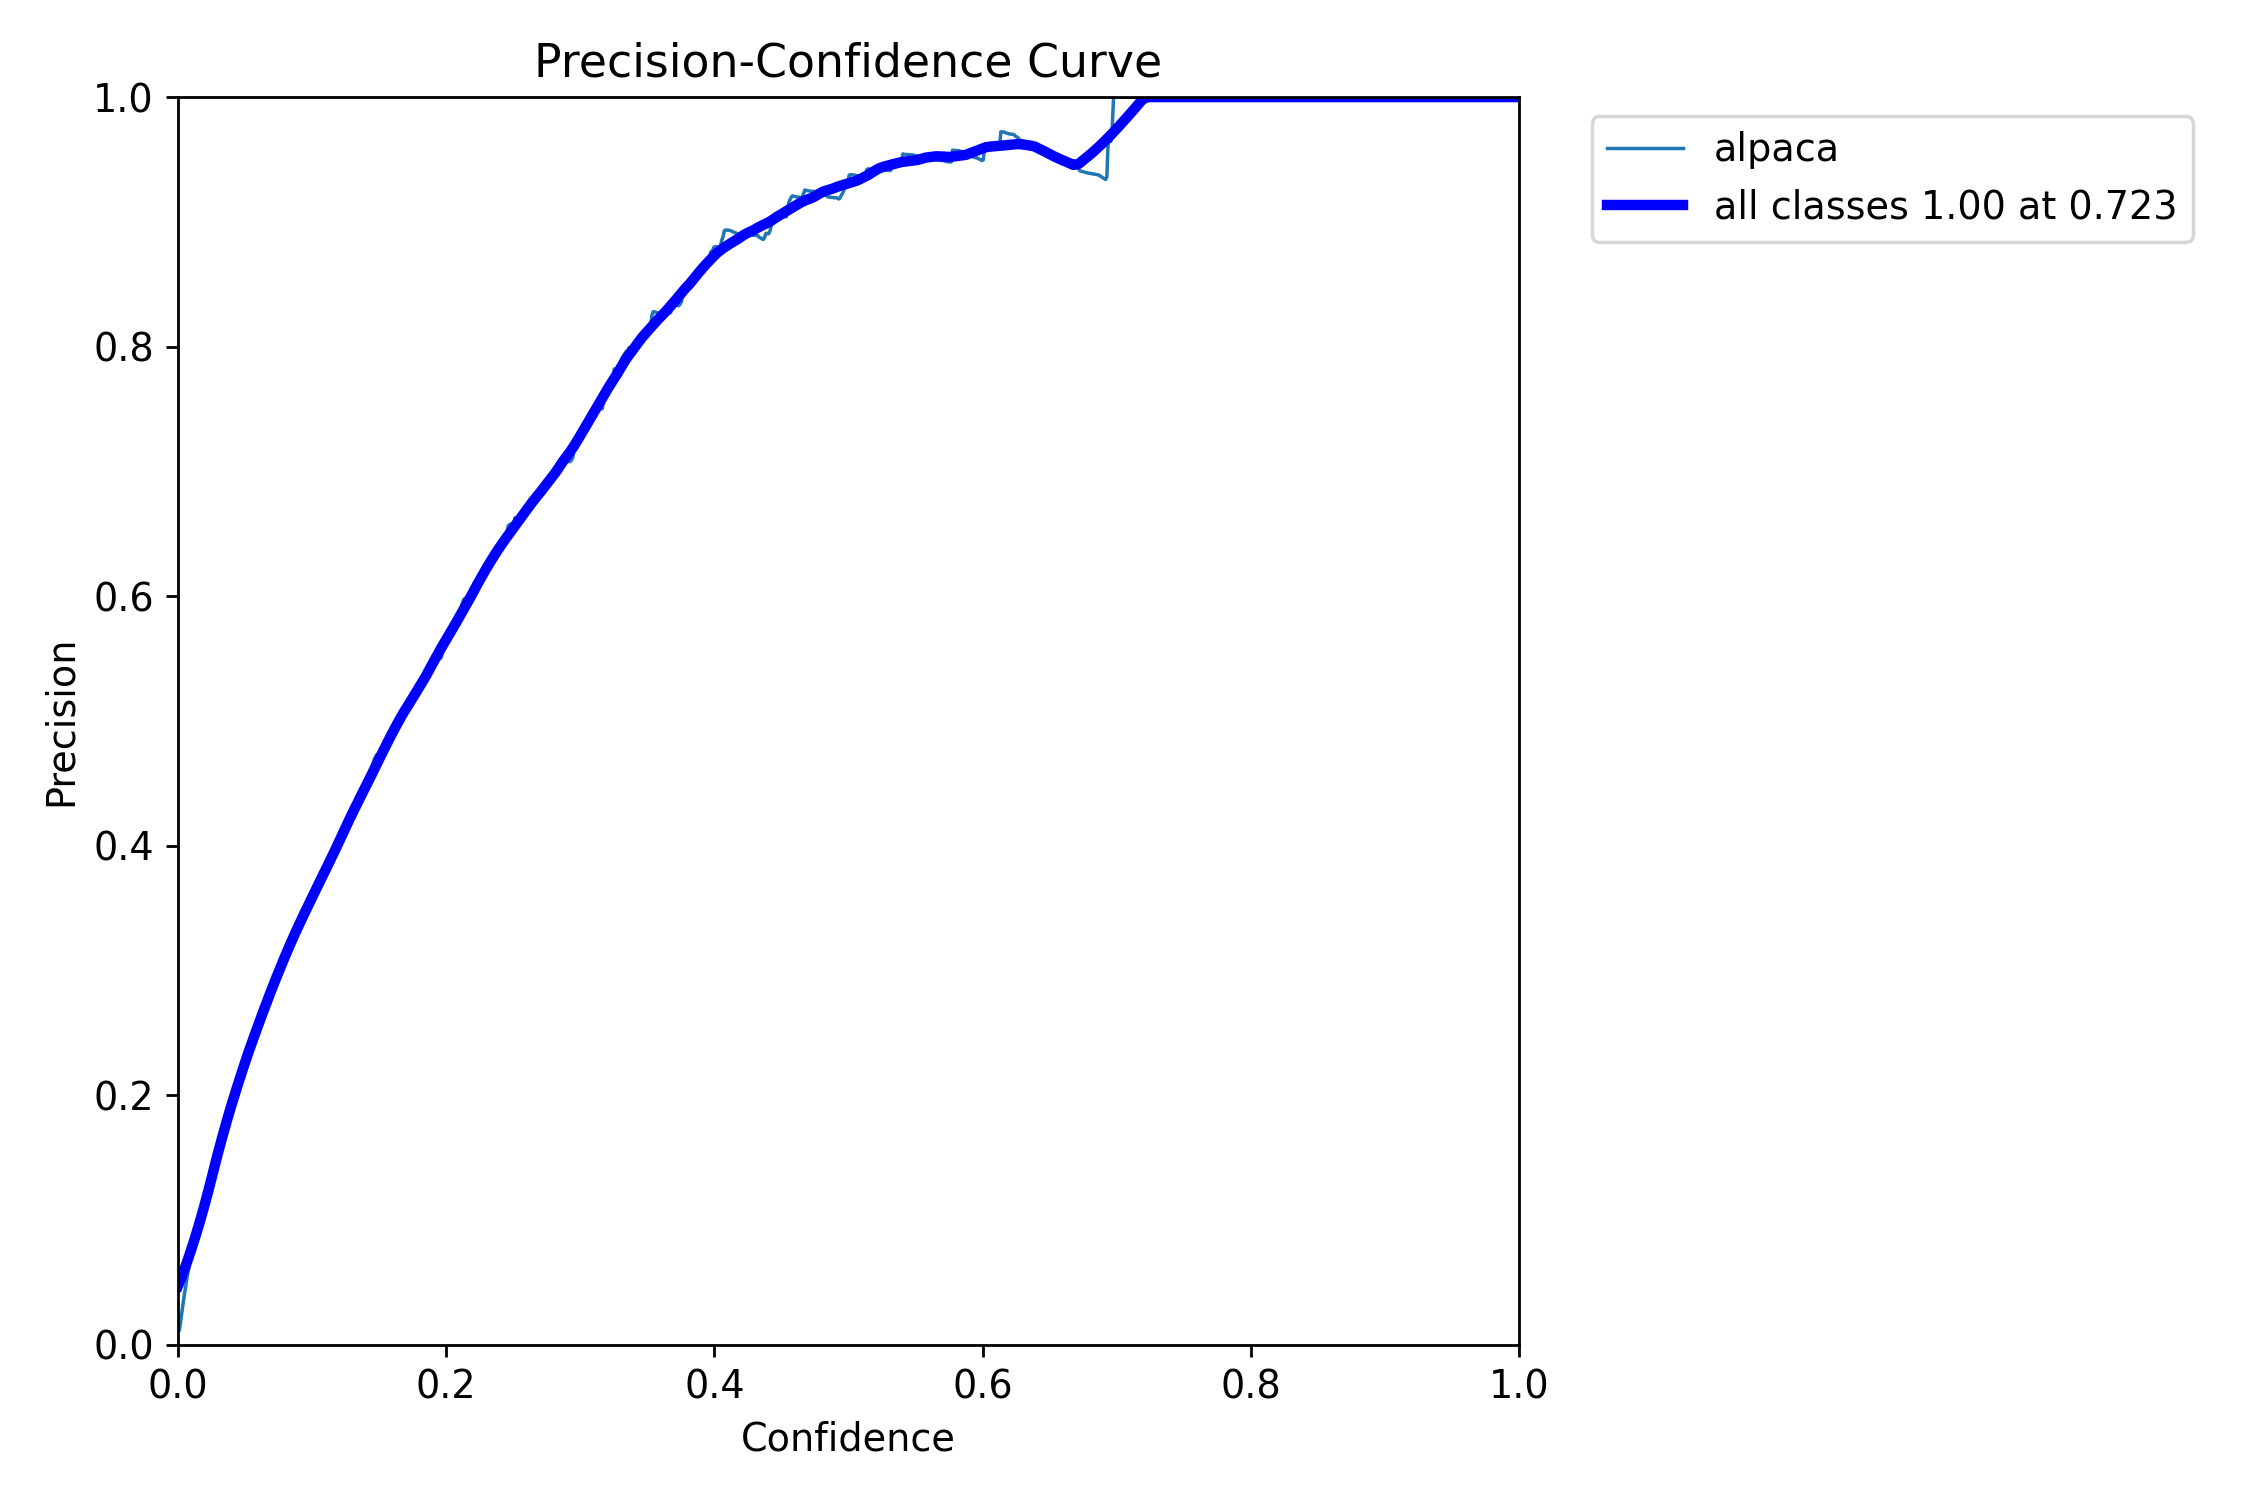 Precision-Confidence Curve
1.0
0.8
0.6
0.4
0.2
0.0
Precision
0.0 0.2 0.4 0.6 0.8 1.0
Confidence
alpaca
all classes 1.00 at 0.723